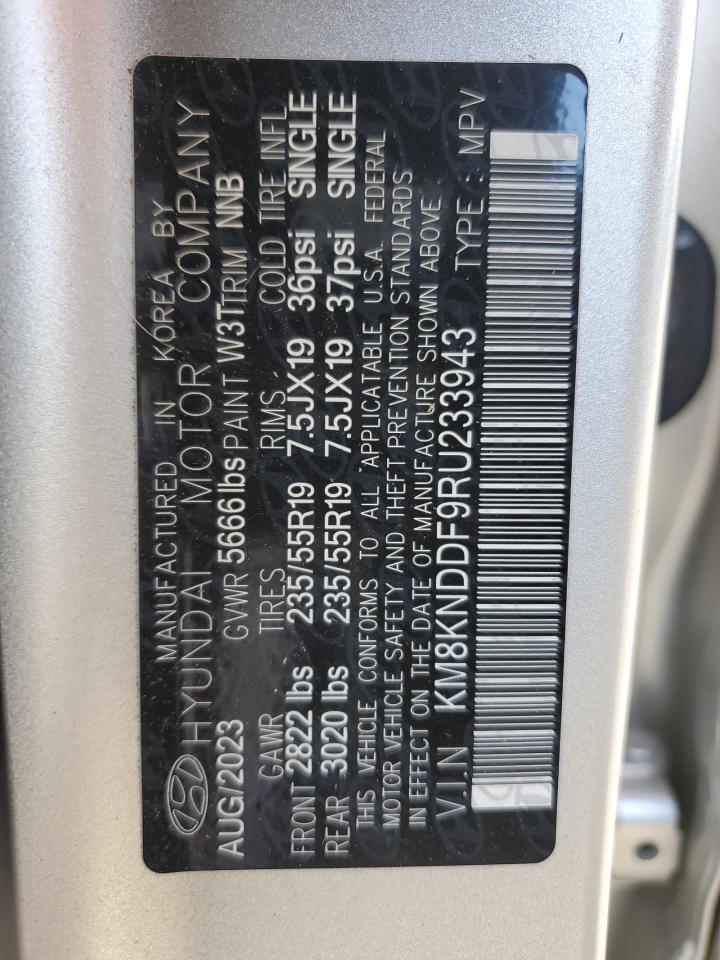 MANUFACTURED IN KOREA BY
HYUNDAI MOTOR COMPANY
AUG/2023 GVWR 5666lbs PAINT W3T TRIM NNB
GAWR TIRES RIMS COLD TIRE INFL
FRONT 2822 lbs 235/55R19 7.5JX19 36psi SINGLE
REAR 3020 lbs 235/55R19 7.5JX19 37psi SINGLE
THIS VEHICLE CONFORMS TO ALL APPLICATABLE U.S.A. FEDERAL
MOTOR VEHICLE SAFETY AND THEFT PREVENTION STANDARDS
IN EFFECT ON THE DATE OF MANUFACTURE SHOWN ABOVE
V.I.N KM8KNDDF9RU233943 TYPE : MPV